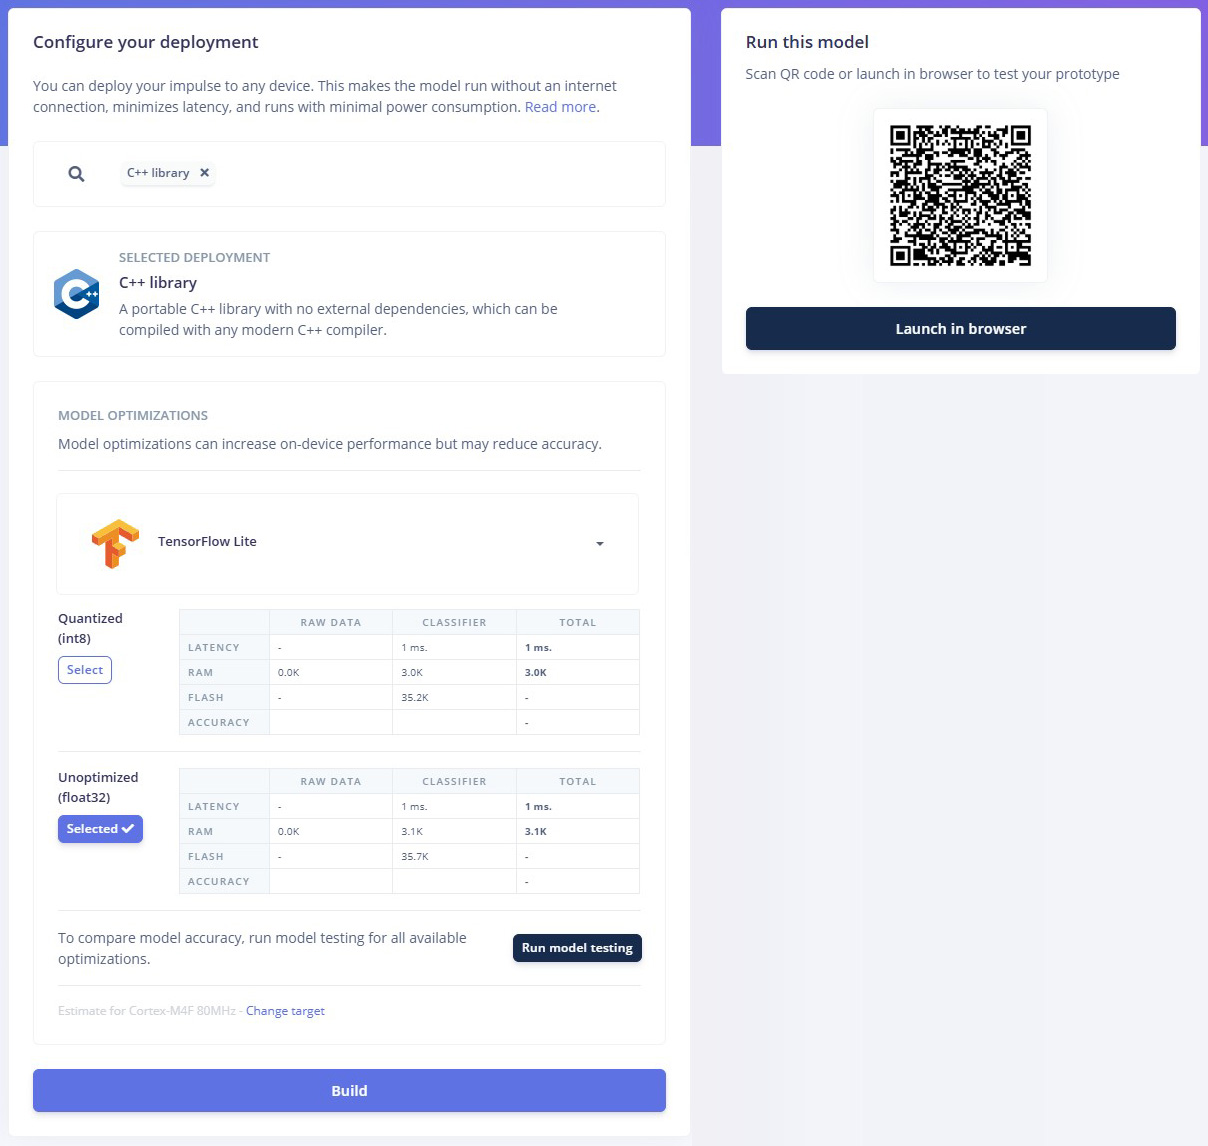 Configure your deployment
You can deploy your impulse to any device. This makes the model run without an internet
connection, minimizes latency, and runs with minimal power consumption. Read more.
C++ library ×
SELECTED DEPLOYMENT
C++ library
A portable C++ library with no external dependencies, which can be
compiled with any modern C++ compiler.
MODEL OPTIMIZATIONS
Model optimizations can increase on-device performance but may reduce accuracy.
TensorFlow Lite
Quantized
(int8)
Select
RAW DATA CLASSIFIER TOTAL
LATENCY - 1 ms. 1 ms.
RAM 0.0K 3.0K 3.0K
FLASH - 35.2K -
ACCURACY -
Unoptimized
(float32)
Selected ✓
RAW DATA CLASSIFIER TOTAL
LATENCY - 1 ms. 1 ms.
RAM 0.0K 3.1K 3.1K
FLASH - 35.7K -
ACCURACY -
To compare model accuracy, run model testing for all available
optimizations.
Run model testing
Estimate for Cortex-M4F 80MHz - Change target
Build
Run this model
Scan QR code or launch in browser to test your prototype
Launch in browser